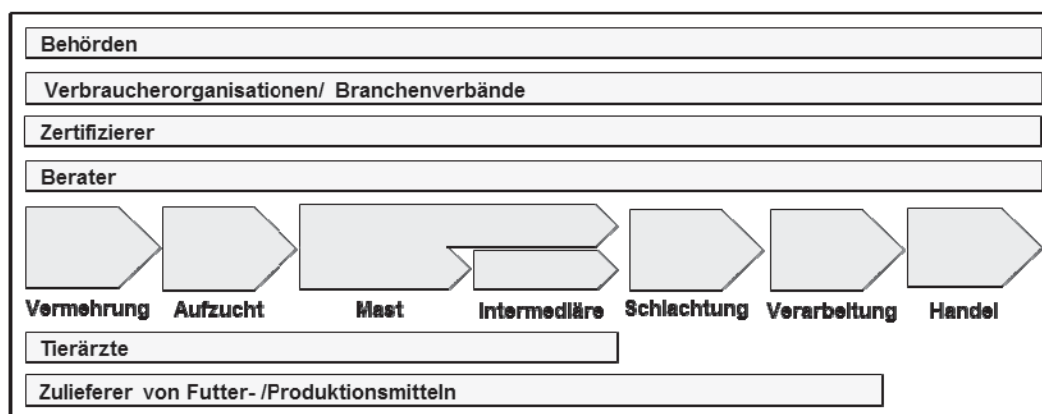 Behörden
Verbraucherorganisationen/ Branchenverbände
Zertifizierer
Berater
Vermehrung Aufzucht Mast Intermediäre Schlachtung Verarbeitung Handel
Tierärzte
Zulieferer von Futter- /Produktionsmitteln